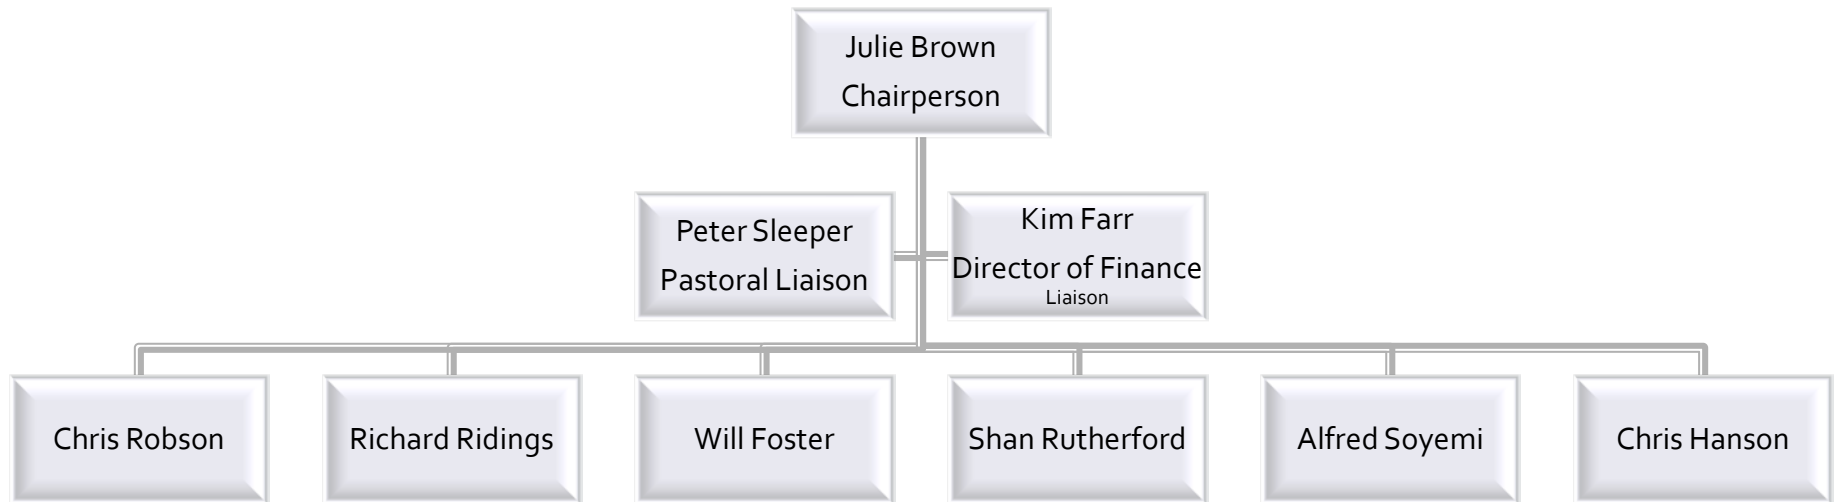 Julie Brown
Chairperson
Peter Sleeper
Pastoral Liaison
Kim Farr
Director of Finance
Liaison
Chris Robson
Richard Ridings
Will Foster
Shan Rutherford
Alfred Soyemi
Chris Hanson